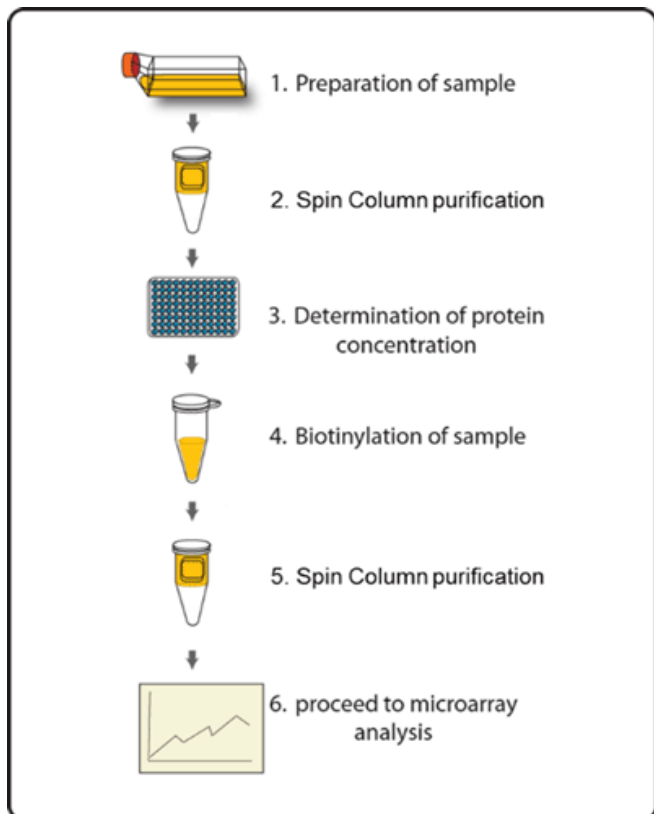 1. Preparation of sample
2. Spin Column purification
3. Determination of protein
concentration
4. Biotinylation of sample
5. Spin Column purification
6. proceed to microarray
analysis